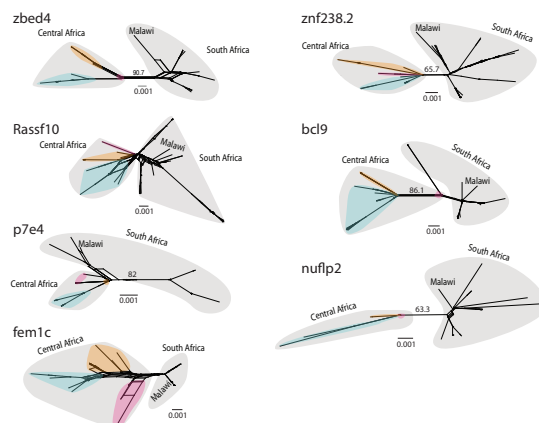 zbed4
Central Africa
Malawi
South Africa
90.7
0.001
Rassf10
Central Africa
Malawi
South Africa
0.001
p7e4
Malawi
South Africa
Central Africa
82
0.001
fem1c
Central Africa
South Africa
Malawi
0.001
znf238.2
Malawi
South Africa
Central Africa
65.7
0.001
bcl9
South Africa
Central Africa
Malawi
86.1
0.001
nuflp2
South Africa
Malawi
Central Africa
63.3
0.001